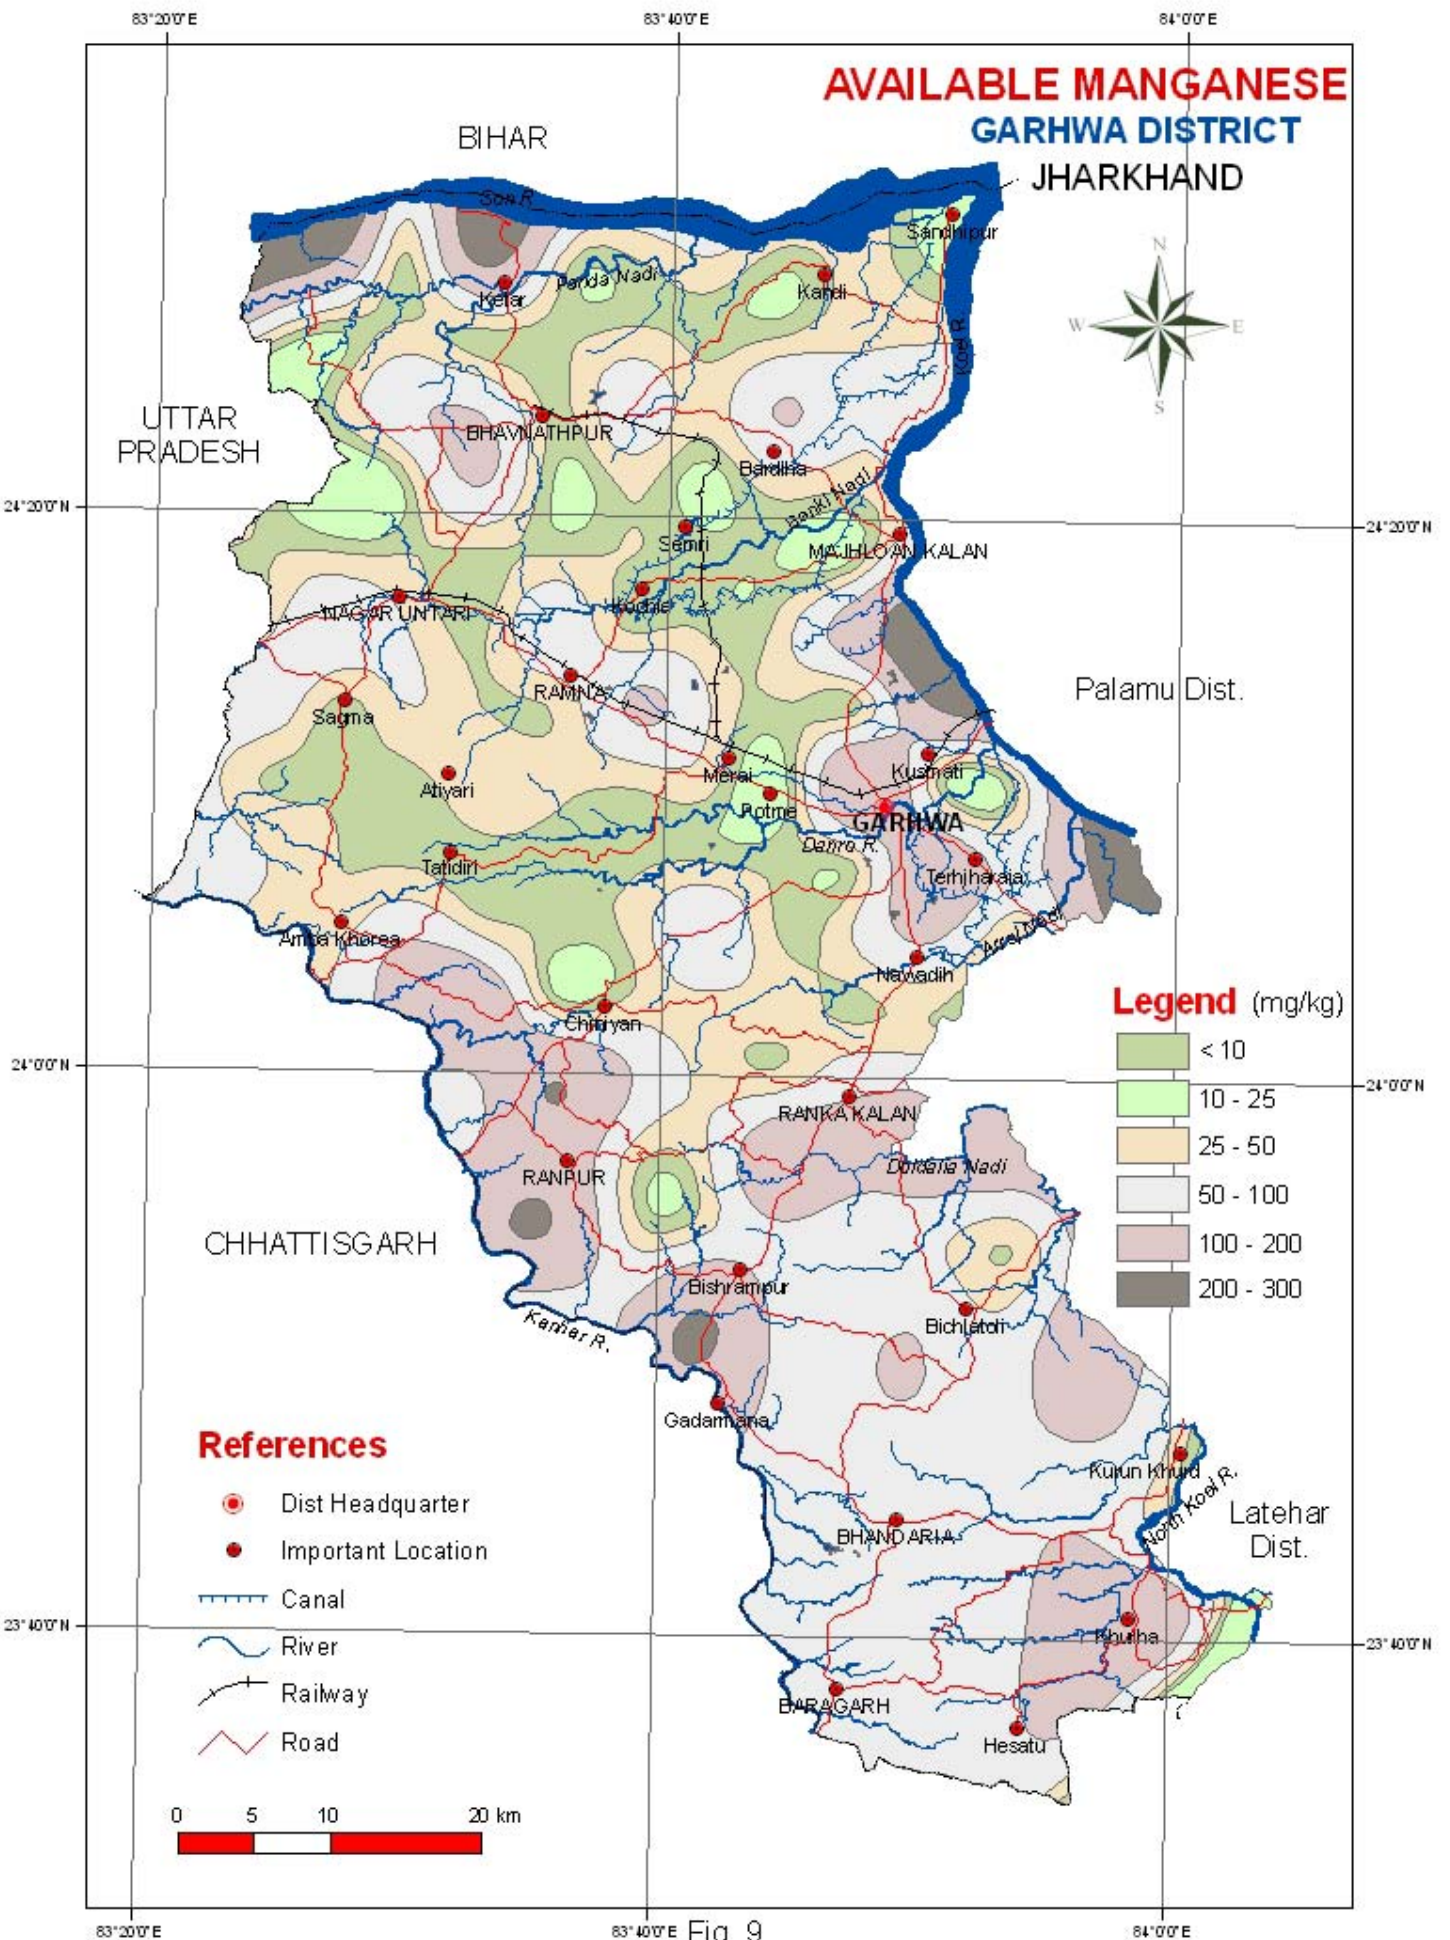 83°20'0"E 83°40'0"E 84°0'0"E
AVAILABLE MANGANESE
GARHWA DISTRICT
JHARKHAND
BIHAR
Son R.
Sandhipur
N
Panda Nadi
Ketar
Kandi
W E
S
Koel R.
UTTAR
PRADESH
BHAVNATHPUR
Bardiha
Banki Nadi
24°20'0"N
24°20'0"N
Semri
MAJHLOAN KALAN
Kochla
NAGAR UNTARI
RAMNA
Palamu Dist.
Sagma
Merai
Kusmati
Atiyari
Potme
GARHWA
Danro R.
Tatidiri
Terhiharaia
Amba Khorea
Arraj Nadi
Nawadih
Legend (mg/kg)
Chiniyan
< 10
24°0'0"N
24°0'0"N
10 - 25
RANKA KALAN
25 - 50
RANPUR
50 - 100
CHHATTISGARH
100 - 200
Bishrampur
200 - 300
Kanhar R.
Bichlatoli
Gadarmana
References
Kurun Khurd
North Koel R.
Dist Headquarter
Latehar
Dist.
BHANDARIA
Important Location
Canal
23°40'0"N
23°40'0"N
Khutha
River
Railway
BARAGARH
Road
Hesatu
0 5 10 20 km
83°20'0"E 83°40'0"E Fig. 9 84°0'0"E